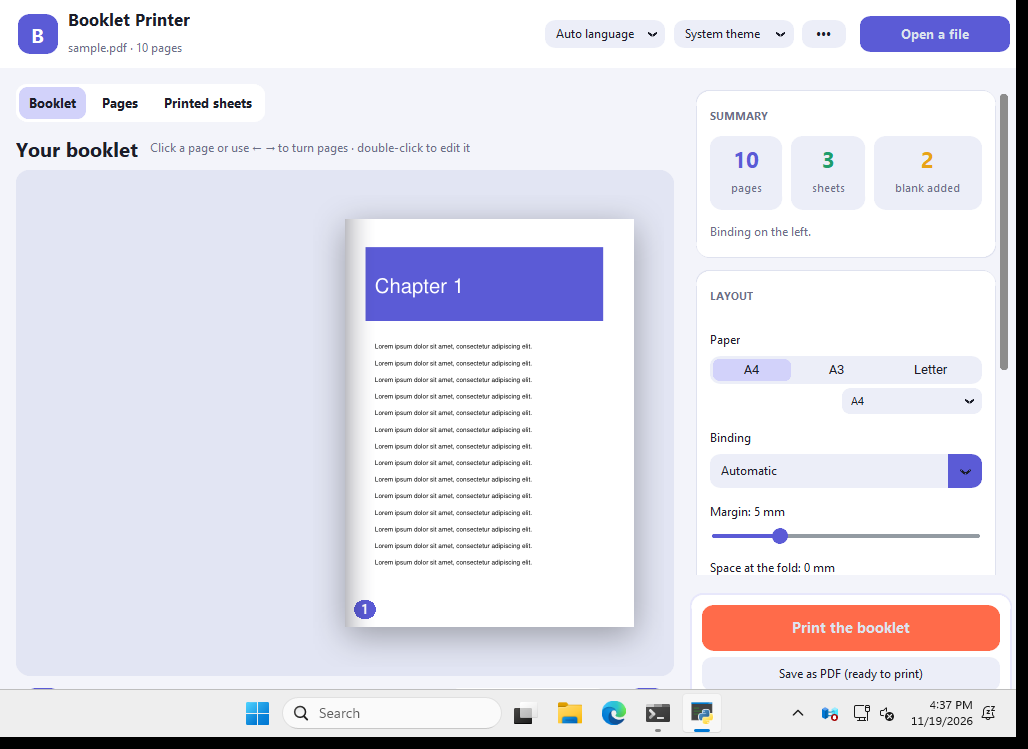 B
Booklet Printer
sample.pdf · 10 pages
Auto language
System theme
•••
Open a file
Booklet
Pages
Printed sheets
Your booklet
Click a page or use ← → to turn pages · double-click to edit it
Chapter 1
Lorem ipsum dolor sit amet, consectetur adipiscing elit.
Lorem ipsum dolor sit amet, consectetur adipiscing elit.
Lorem ipsum dolor sit amet, consectetur adipiscing elit.
Lorem ipsum dolor sit amet, consectetur adipiscing elit.
Lorem ipsum dolor sit amet, consectetur adipiscing elit.
Lorem ipsum dolor sit amet, consectetur adipiscing elit.
Lorem ipsum dolor sit amet, consectetur adipiscing elit.
Lorem ipsum dolor sit amet, consectetur adipiscing elit.
Lorem ipsum dolor sit amet, consectetur adipiscing elit.
Lorem ipsum dolor sit amet, consectetur adipiscing elit.
Lorem ipsum dolor sit amet, consectetur adipiscing elit.
Lorem ipsum dolor sit amet, consectetur adipiscing elit.
Lorem ipsum dolor sit amet, consectetur adipiscing elit.
Lorem ipsum dolor sit amet, consectetur adipiscing elit.
1
SUMMARY
10
pages
3
sheets
2
blank added
Binding on the left.
LAYOUT
Paper
A4
A3
Letter
A4
Binding
Automatic
Margin: 5 mm
Space at the fold: 0 mm
Print the booklet
Save as PDF (ready to print)
Search
4:37 PM
11/19/2026